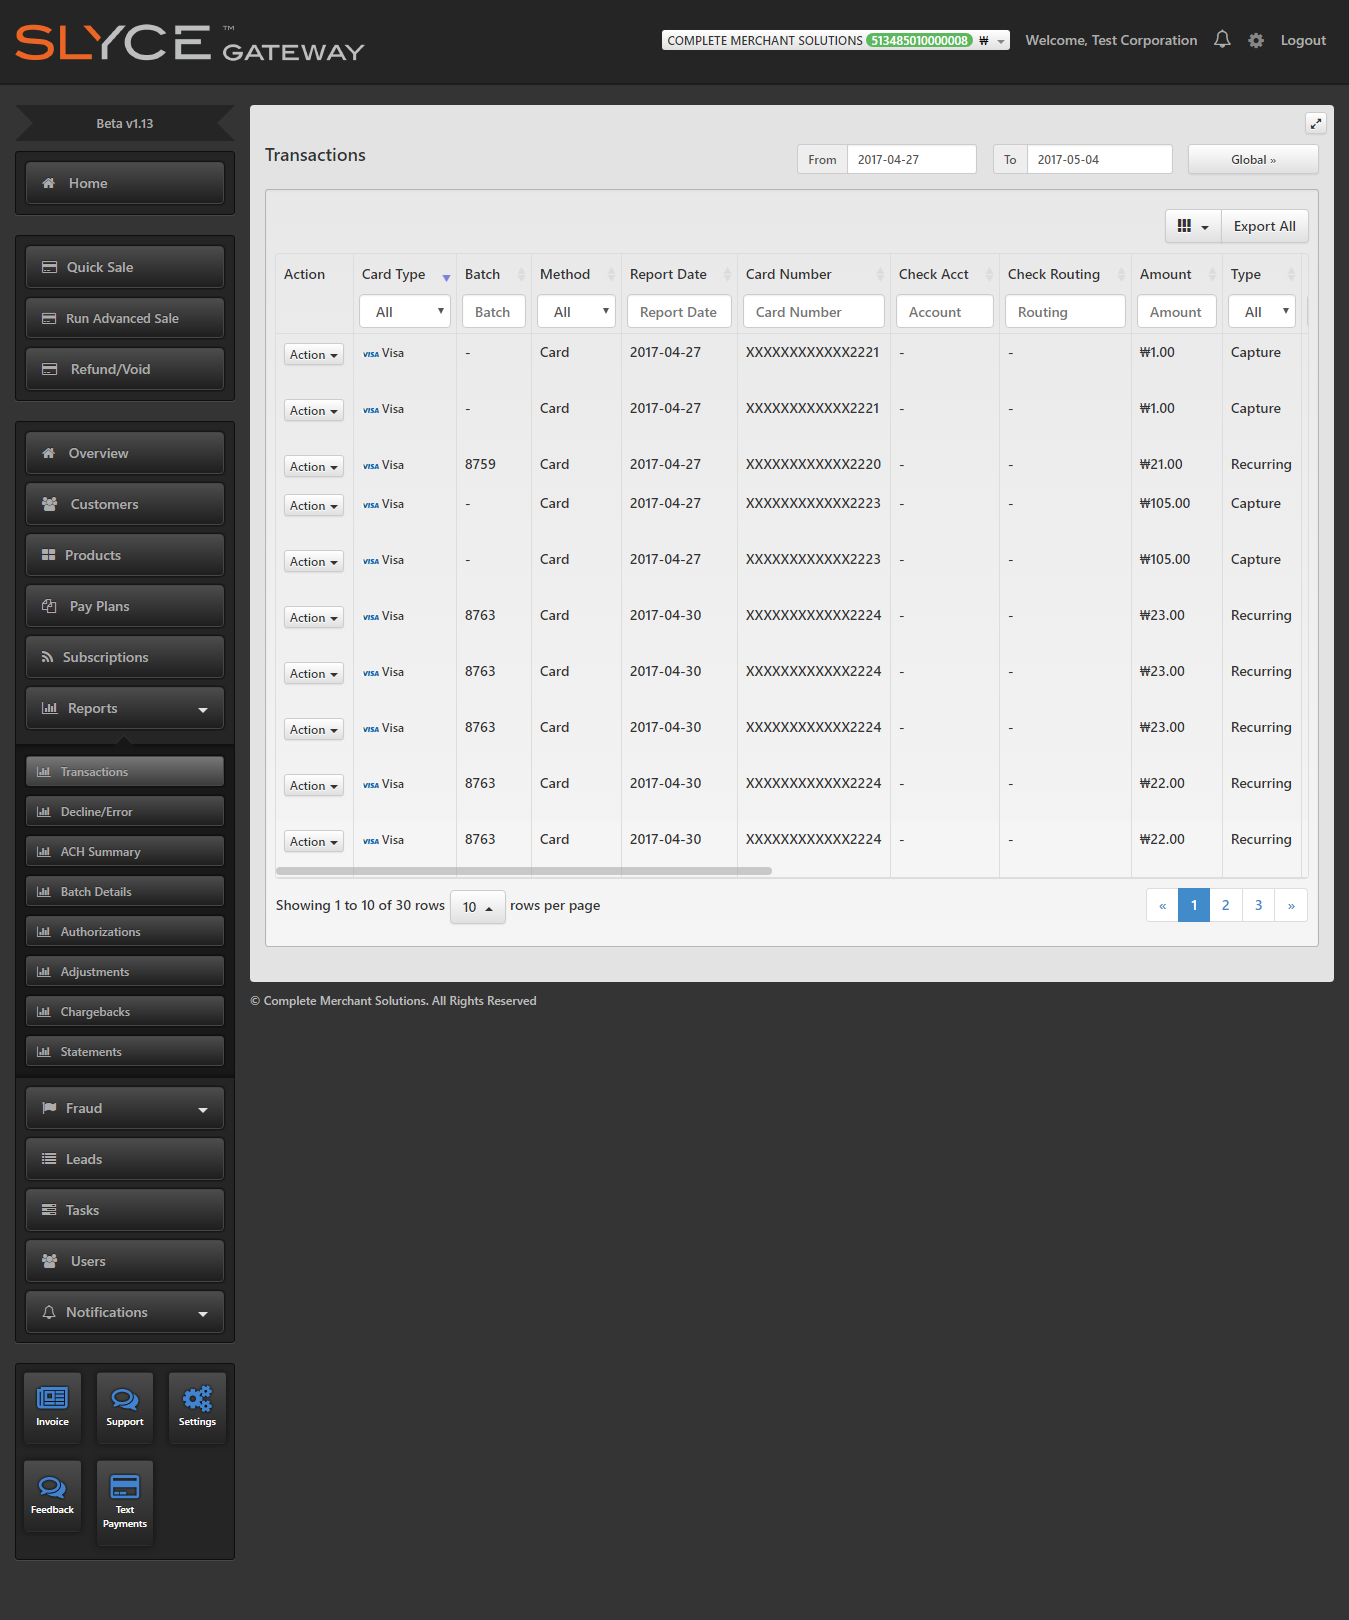 SLYCE ™ GATEWAY
COMPLETE MERCHANT SOLUTIONS 513485010000008 ₩
Welcome, Test Corporation
Logout
Beta v1.13
Home
Quick Sale
Run Advanced Sale
Refund/Void
Overview
Customers
Products
Pay Plans
Subscriptions
Reports
Transactions
Decline/Error
ACH Summary
Batch Details
Authorizations
Adjustments
Chargebacks
Statements
Fraud
Leads
Tasks
Users
Notifications
Invoice Support Settings
Feedback Text Payments
Transactions
From 2017-04-27 To 2017-05-04 Global »
Export All
Action Card Type Batch Method Report Date Card Number Check Acct Check Routing Amount Type
All Batch All Report Date Card Number Account Routing Amount All
Action VISA Visa - Card 2017-04-27 XXXXXXXXXXXX2221 - - ₩1.00 Capture
Action VISA Visa - Card 2017-04-27 XXXXXXXXXXXX2221 - - ₩1.00 Capture
Action VISA Visa 8759 Card 2017-04-27 XXXXXXXXXXXX2220 - - ₩21.00 Recurring
Action VISA Visa - Card 2017-04-27 XXXXXXXXXXXX2223 - - ₩105.00 Capture
Action VISA Visa - Card 2017-04-27 XXXXXXXXXXXX2223 - - ₩105.00 Capture
Action VISA Visa 8763 Card 2017-04-30 XXXXXXXXXXXX2224 - - ₩23.00 Recurring
Action VISA Visa 8763 Card 2017-04-30 XXXXXXXXXXXX2224 - - ₩23.00 Recurring
Action VISA Visa 8763 Card 2017-04-30 XXXXXXXXXXXX2224 - - ₩23.00 Recurring
Action VISA Visa 8763 Card 2017-04-30 XXXXXXXXXXXX2224 - - ₩22.00 Recurring
Action VISA Visa 8763 Card 2017-04-30 XXXXXXXXXXXX2224 - - ₩22.00 Recurring
Showing 1 to 10 of 30 rows 10 rows per page
« 1 2 3 »
© Complete Merchant Solutions. All Rights Reserved